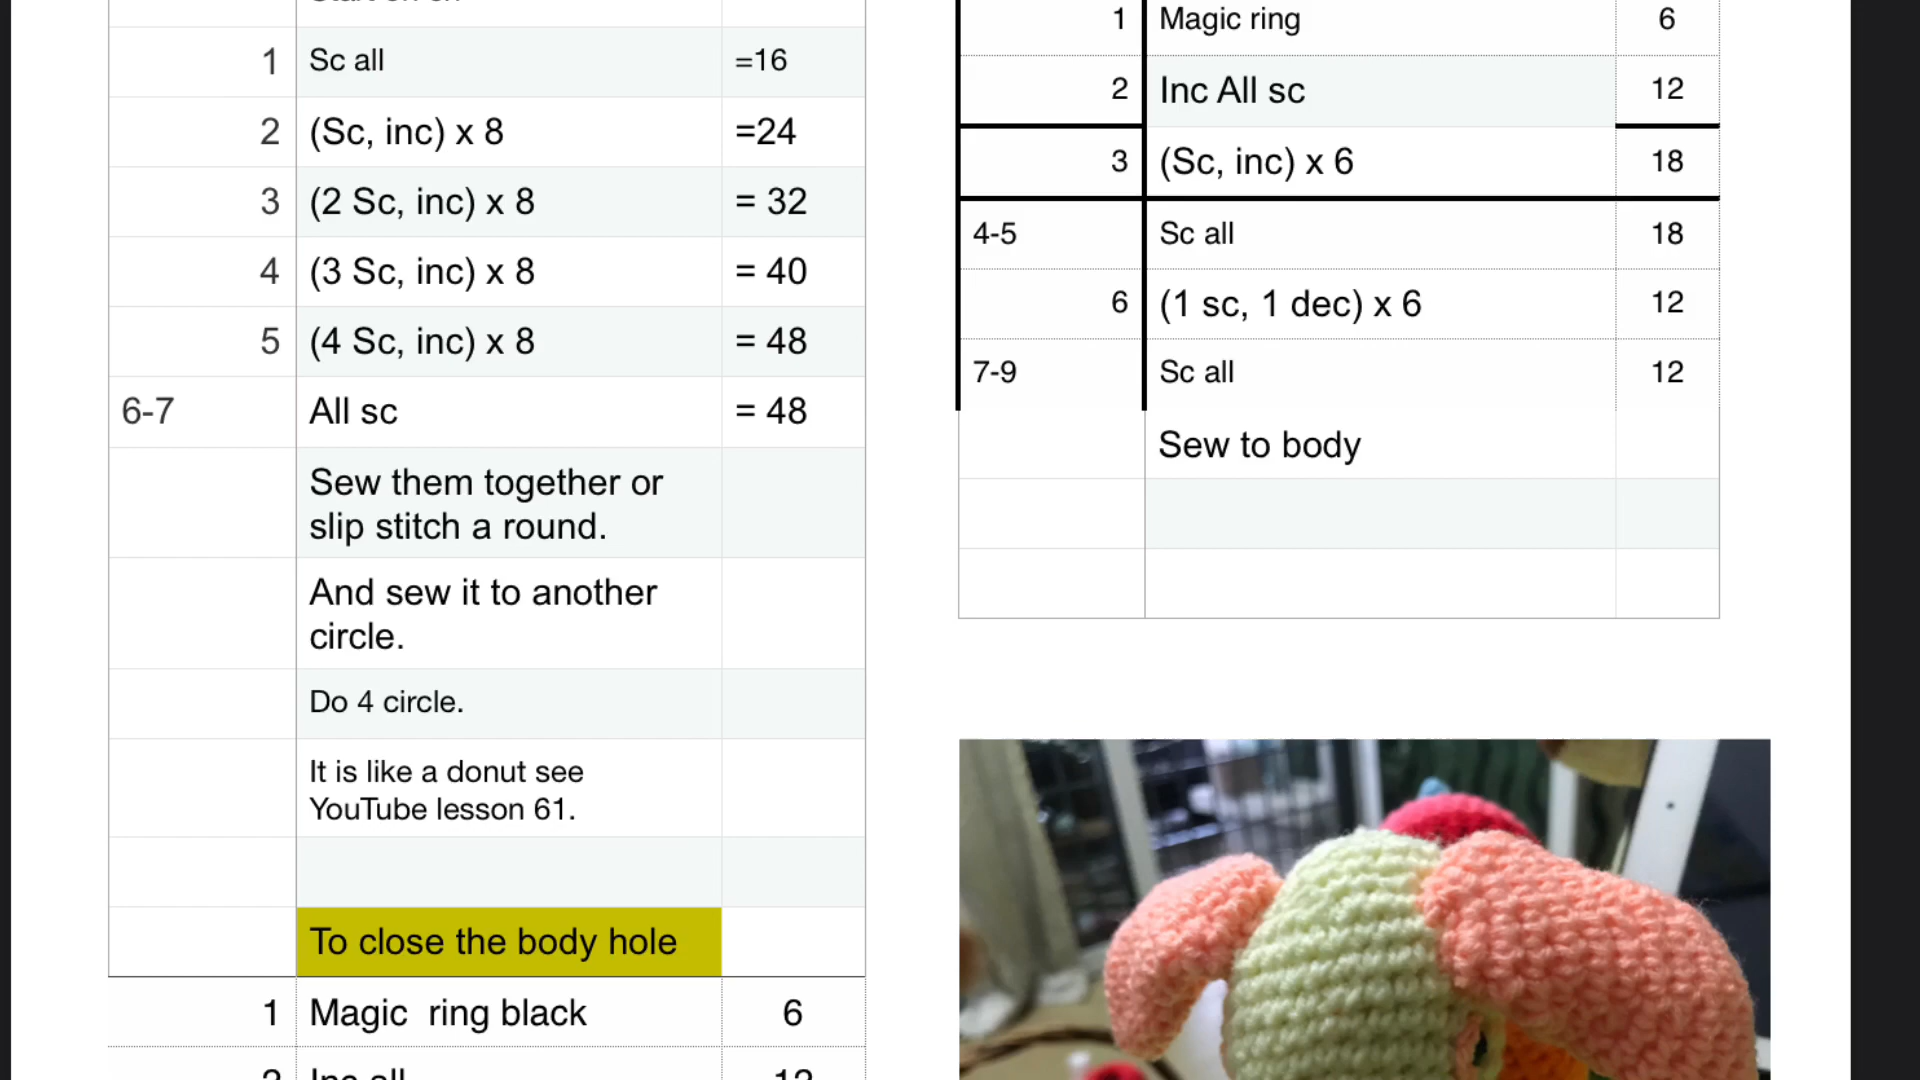 1 Sc all =16
2 (Sc, inc) x 8 =24
3 (2 Sc, inc) x 8 = 32
4 (3 Sc, inc) x 8 = 40
5 (4 Sc, inc) x 8 = 48
6-7 All sc = 48
Sew them together or
slip stitch a round.
And sew it to another
circle.
Do 4 circle.
It is like a donut see
YouTube lesson 61.
To close the body hole
1 Magic ring black 6
2 Inc all 12
1 Magic ring 6
2 Inc All sc 12
3 (Sc, inc) x 6 18
4-5 Sc all 18
6 (1 sc, 1 dec) x 6 12
7-9 Sc all 12
Sew to body